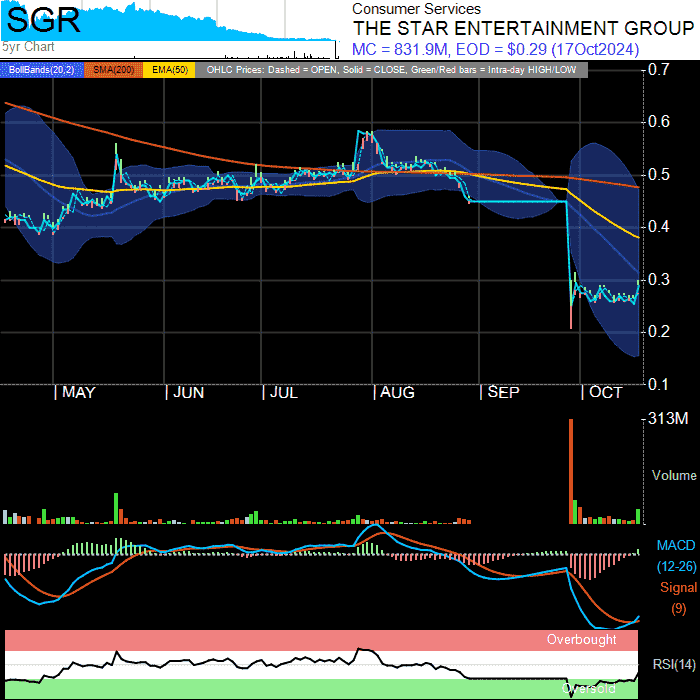 SGR
Consumer Services
THE STAR ENTERTAINMENT GROUP
5yr Chart
MC = 831.9M, EOD = $0.29 (17Oct2024)
BollBands(20,2) SMA(200) EMA(50) OHLC Prices: Dashed = OPEN, Solid = CLOSE, Green/Red bars = Intra-day HIGH/LOW
0.7
0.6
0.5
0.4
0.3
0.2
0.1
MAY JUN JUL AUG SEP OCT
313M
Volume
MACD
(12-26)
Signal
(9)
Overbought
RSI(14)
Oversold